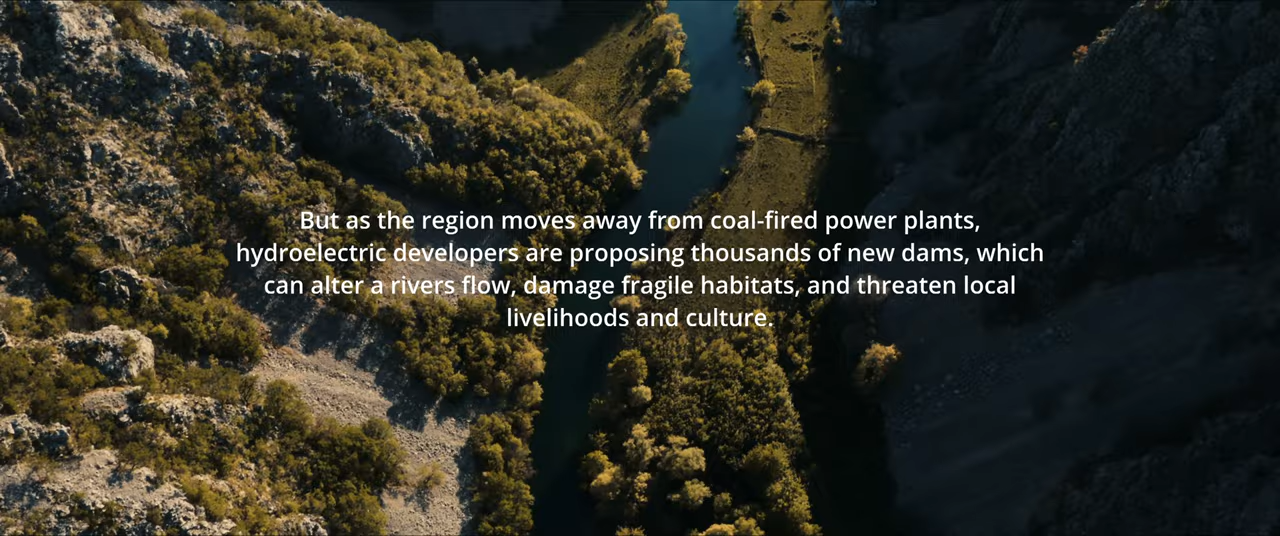 But as the region moves away from coal-fired power plants,
hydroelectric developers are proposing thousands of new dams, which
can alter a rivers flow, damage fragile habitats, and threaten local
livelihoods and culture.